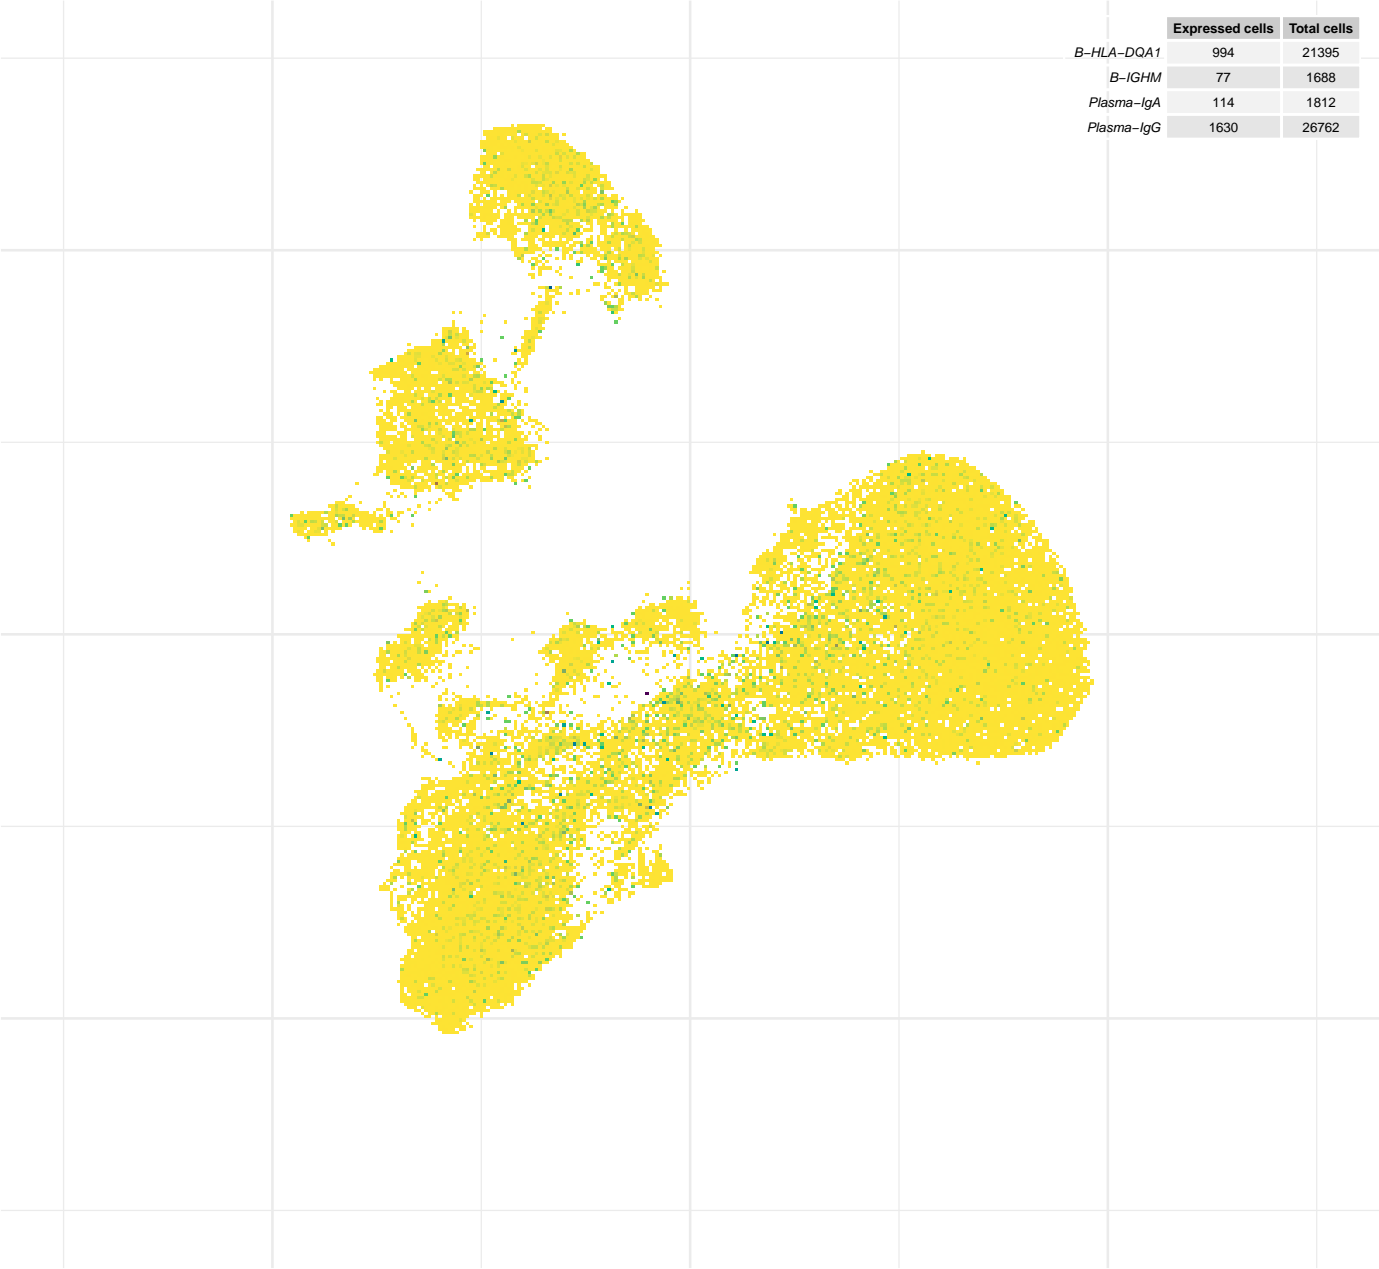 Expressed cells Total cells
B−HLA−DQA1 994 21395
B−IGHM 77 1688
Plasma−IgA 114 1812
Plasma−IgG 1630 26762